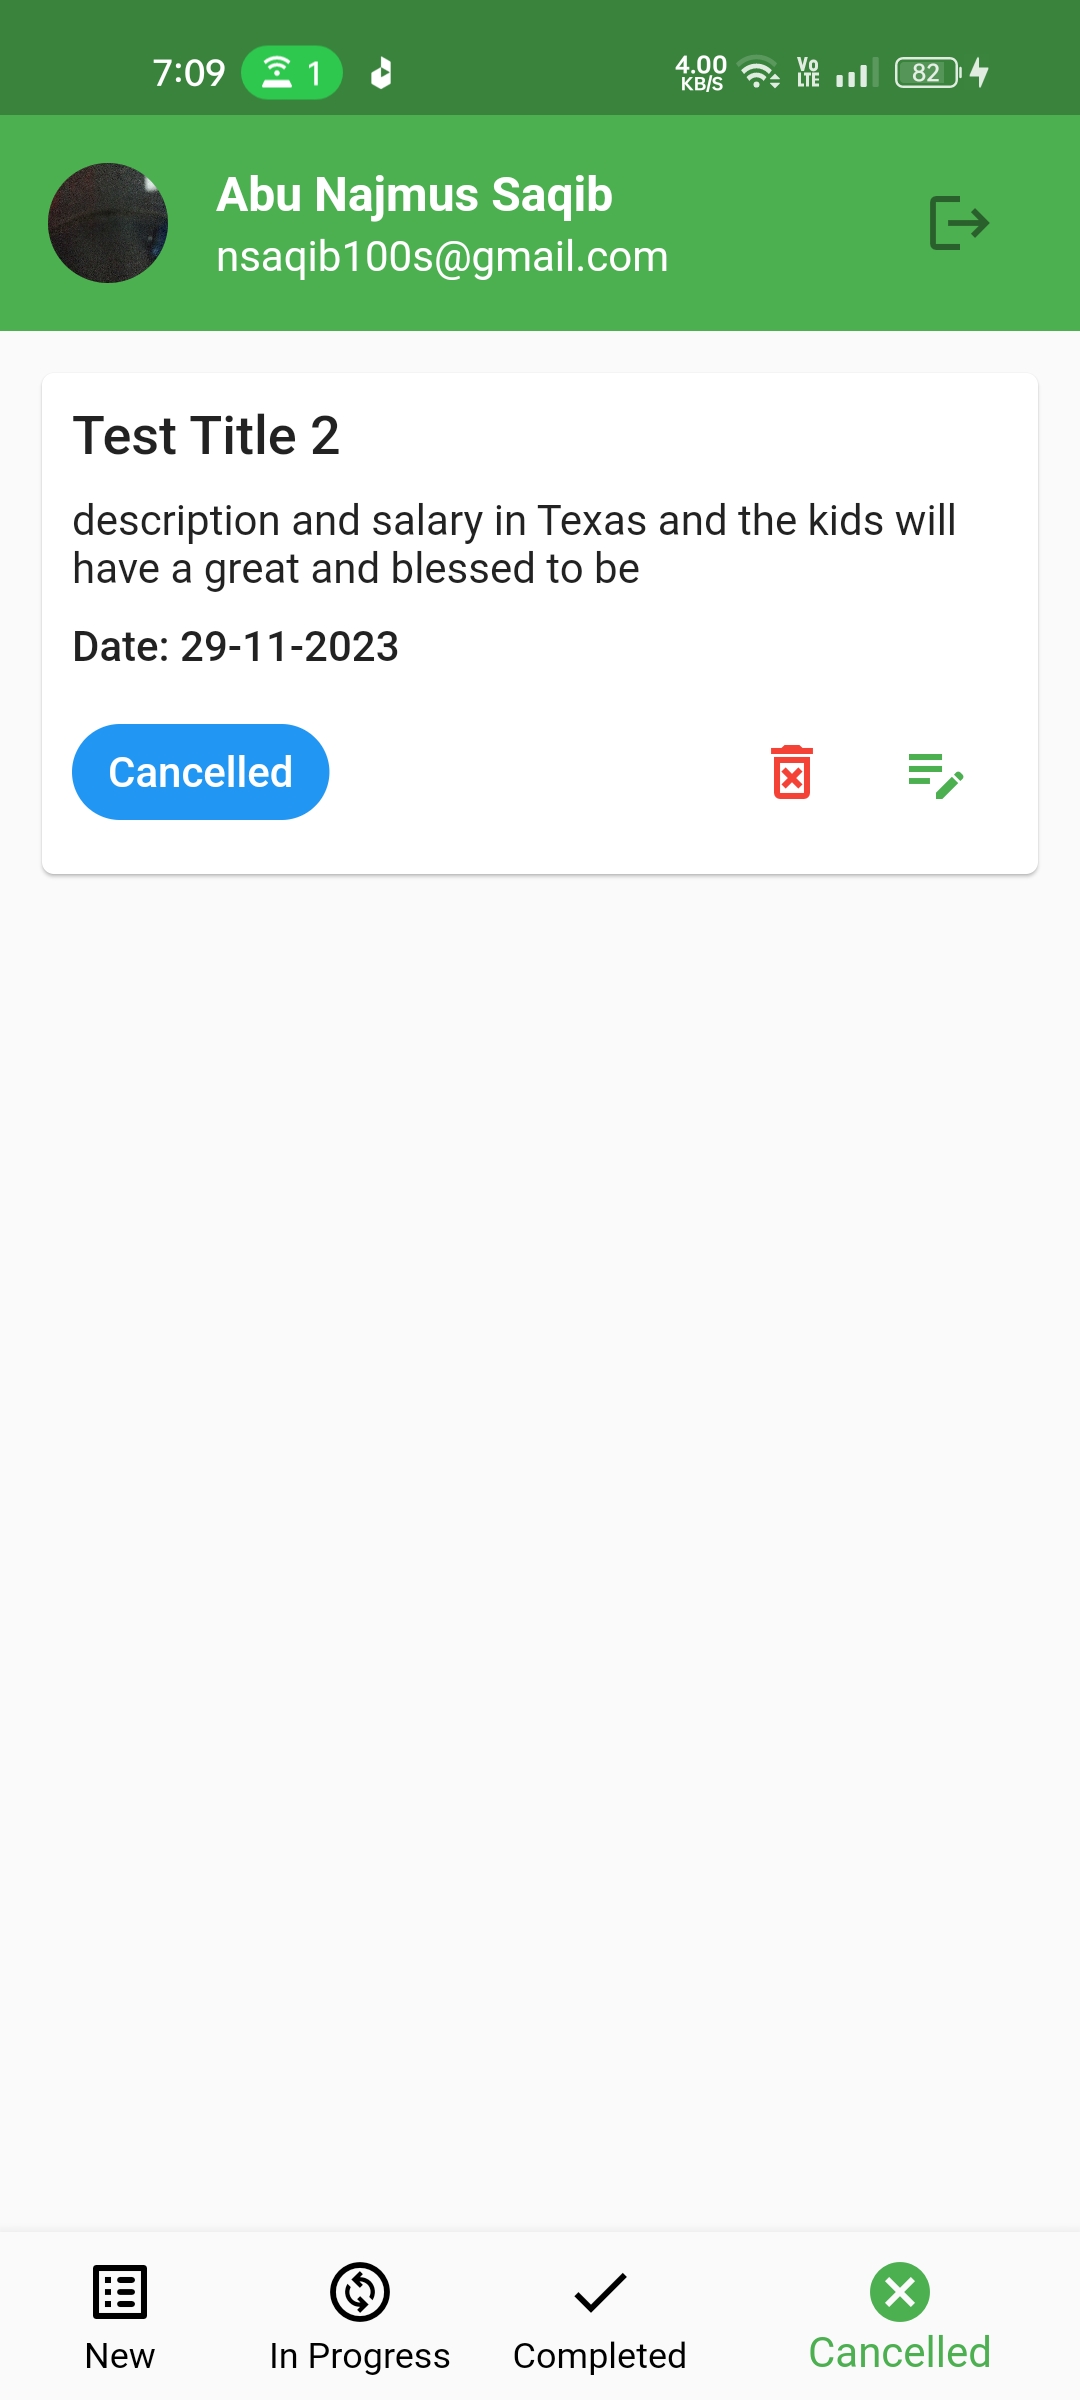 7:09 1 4.00 KB/S Vo LTE 82
Abu Najmus Saqib
nsaqib100s@gmail.com
Test Title 2
description and salary in Texas and the kids will
have a great and blessed to be
Date: 29-11-2023
Cancelled
New In Progress Completed Cancelled